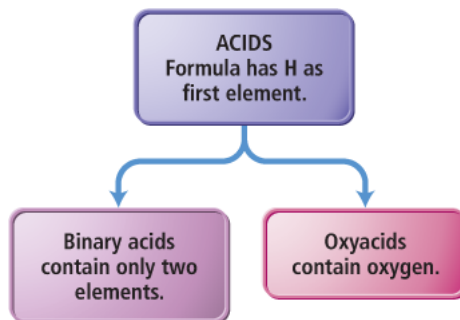 ACIDS
Formula has H as
first element.
Binary acids
contain only two
elements.
Oxyacids
contain oxygen.